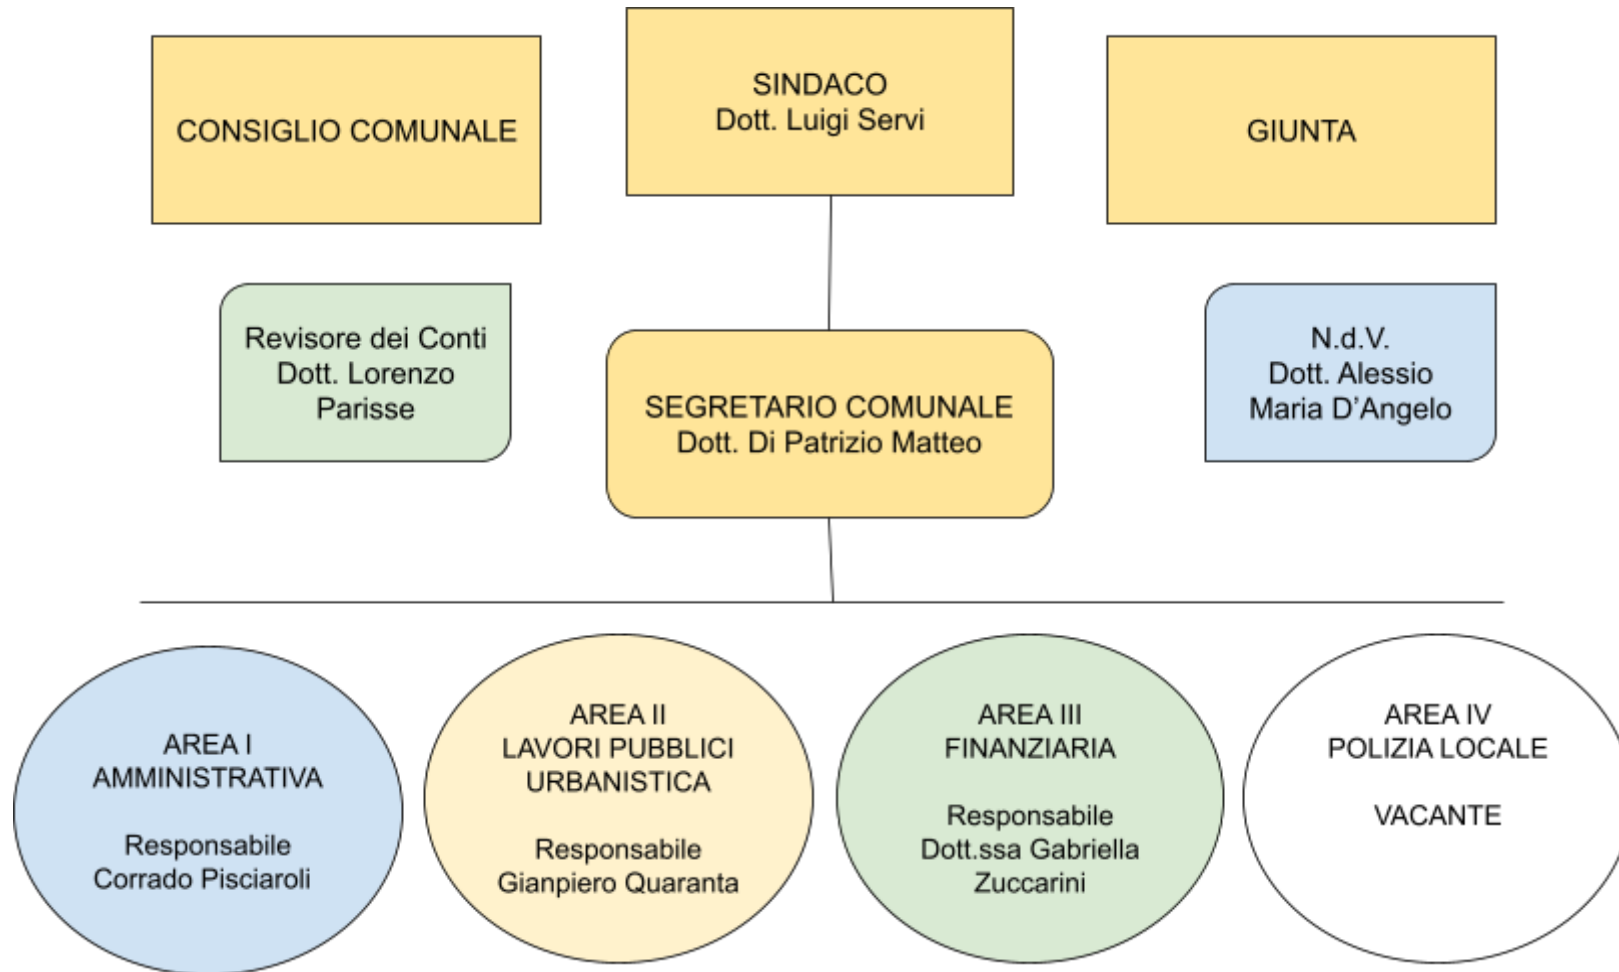 CONSIGLIO COMUNALE
SINDACO
Dott. Luigi Servi
GIUNTA
Revisore dei Conti
Dott. Lorenzo
Parisse
SEGRETARIO COMUNALE
Dott. Di Patrizio Matteo
N.d.V.
Dott. Alessio
Maria D’Angelo
AREA I
AMMINISTRATIVA
Responsabile
Corrado Pisciaroli
AREA II
LAVORI PUBBLICI
URBANISTICA
Responsabile
Gianpiero Quaranta
AREA III
FINANZIARIA
Responsabile
Dott.ssa Gabriella
Zuccarini
AREA IV
POLIZIA LOCALE
VACANTE